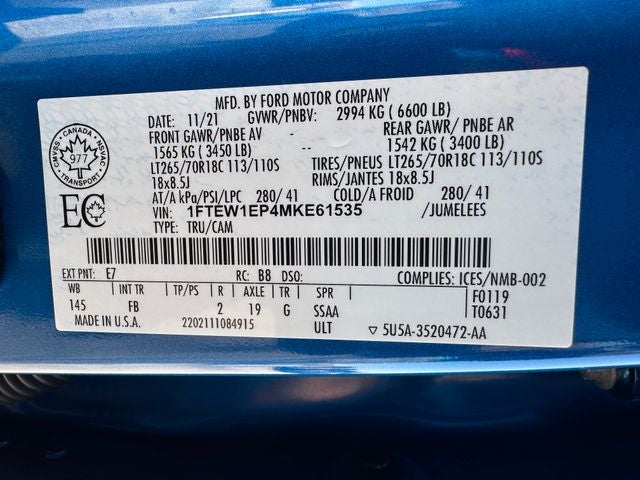 MFD. BY FORD MOTOR COMPANY
DATE: 11/21 GVWR/PNBV: 2994 KG ( 6600 LB)
FRONT GAWR/PNBE AV -- REAR GAWR/ PNBE AR
1565 KG ( 3450 LB) -- 1542 KG ( 3400 LB)
LT265/70R18C 113/110S TIRES/PNEUS LT265/70R18C 113/110S
18x8.5J RIMS/JANTES 18x8.5J
AT/A kPa/PSI/LPC 280/ 41 COLD/A FROID 280/ 41
VIN: 1FTEW1EP4MKE61535 /JUMELEES
TYPE: TRU/CAM
CMVSS - CANADA - NSVAC
977
TRANSPORT
EC
EXT PNT: E7 RC: B8 DSO: COMPLIES: ICES/NMB-002
WB INT TR TP/PS R AXLE TR SPR F0119
145 FB 2 19 G SSAA T0631
MADE IN U.S.A. 2202111084915 ULT ▽ 5U5A-3520472-AA